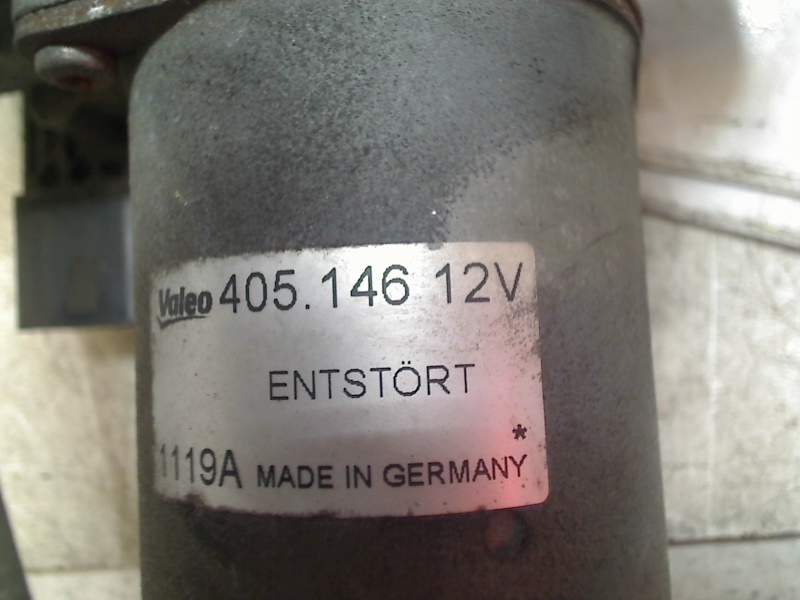 Valeo 405.146 12V
ENTSTÖRT
*
1119A MADE IN GERMANY